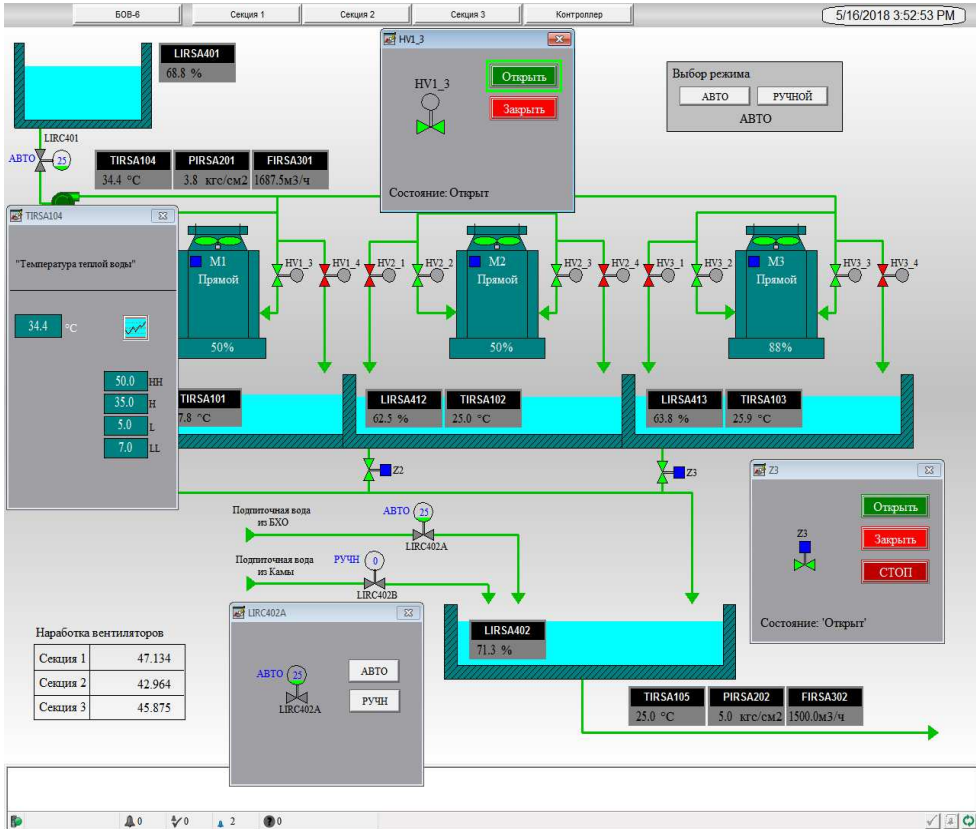 БОВ-6
Секция 1
Секция 2
Секция 3
Контроллер
5/16/2018 3:52:53 PM
LIRSA401
68.8 %
HV1_3
HV1_3
Открыть
Закрыть
Состояние: Открыт
Выбор режима
АВТО
РУЧНОЙ
АВТО
LIRC401
АВТО
25
TIRSA104
34.4 °C
PIRSA201
3.8 кгс/см2
FIRSA301
1687.5м3/ч
TIRSA104
"Температура теплой воды"
34.4 °C
50.0 HH
35.0 H
5.0 L
7.0 LL
M1
Прямой
50%
HV1_3
HV1_4
HV2_1
HV2_2
M2
Прямой
50%
HV2_3
HV2_4
HV3_1
HV3_2
M3
Прямой
88%
HV3_3
HV3_4
TIRSA101
7.8 °C
LIRSA412
62.5 %
TIRSA102
25.0 °C
LIRSA413
63.8 %
TIRSA103
25.9 °C
Z2
Z3
Подпиточная вода
из БХО
АВТО
25
LIRC402A
Подпиточная вода
из Камы
РУЧН
0
LIRC402B
Z3
Z3
Открыть
Закрыть
СТОП
Состояние: 'Открыт'
LIRC402A
АВТО
25
LIRC402A
АВТО
РУЧН
LIRSA402
71.3 %
Наработка вентиляторов
Секция 1 47.134
Секция 2 42.964
Секция 3 45.875
TIRSA105
25.0 °C
PIRSA202
5.0 кгс/см2
FIRSA302
1500.0м3/ч
0
0
2
0